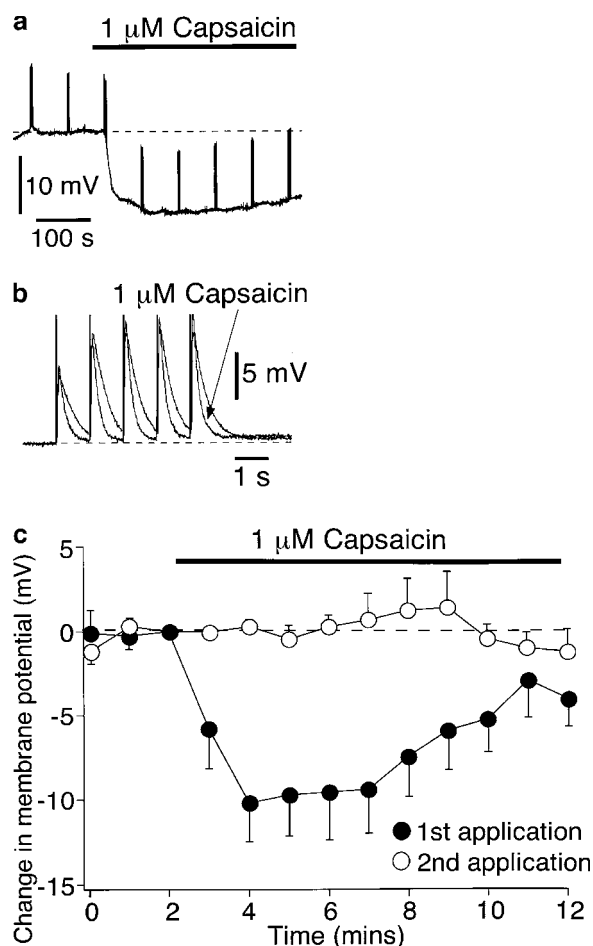 a
1 μM Capsaicin
10 mV
100 s
b
1 μM Capsaicin
5 mV
1 s
c
1 μM Capsaicin
Change in membrane potential (mV)
5
0
-5
-10
-15
1st application
2nd application
0 2 4 6 8 10 12
Time (mins)